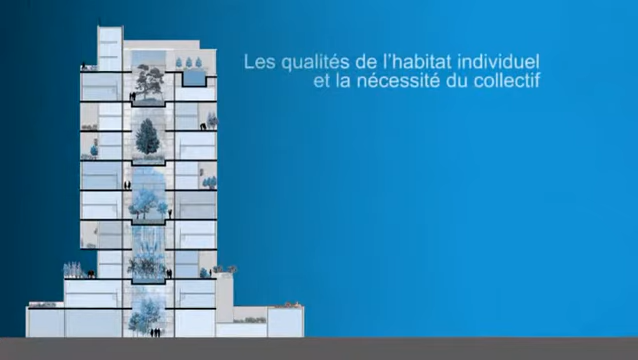 Les qualités de l'habitat individuel
et la nécessité du collectif